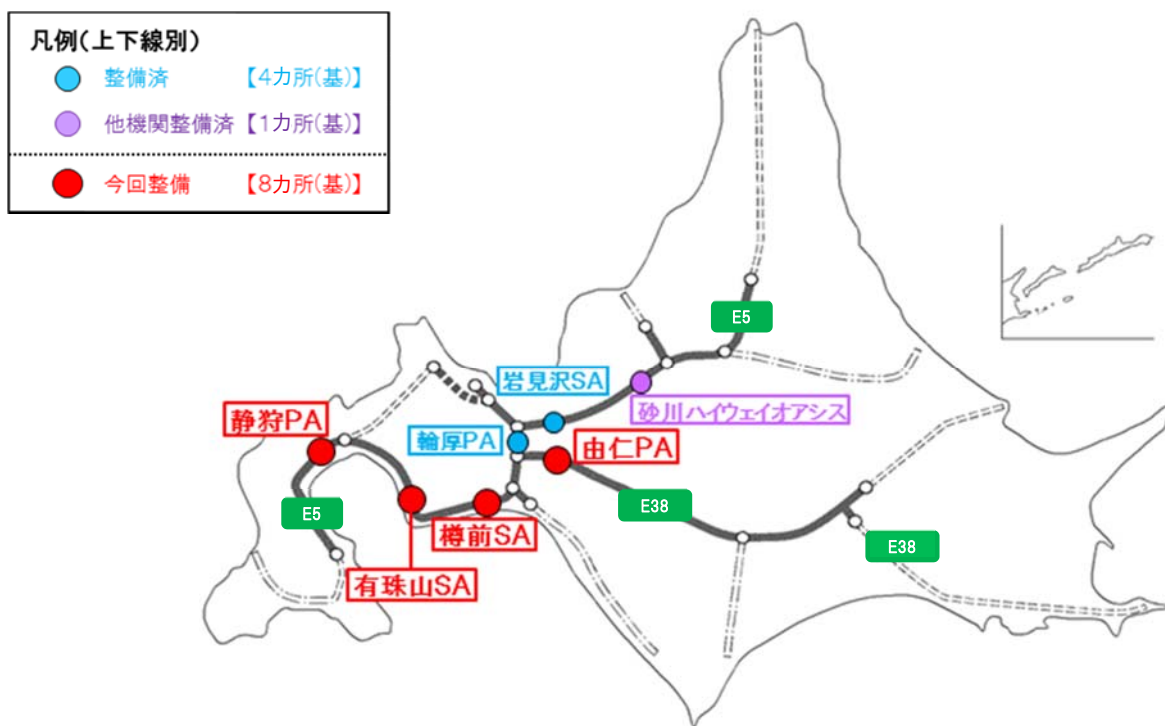 凡例(上下線別)
整備済 【4カ所(基)】
他機関整備済 【1カ所(基)】
今回整備 【8カ所(基)】
E5
岩見沢SA
砂川ハイウェイオアシス
静狩PA
輪厚PA
由仁PA
E5
E38
樽前SA
E38
有珠山SA